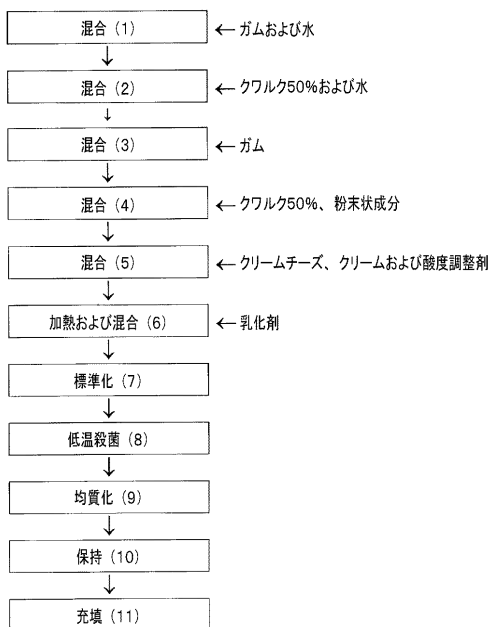 混合（1） ←ガムおよび水
混合（2） ←クワルク50%および水
混合（3） ←ガム
混合（4） ←クワルク50%、粉末状成分
混合（5） ←クリームチーズ、クリームおよび酸度調整剤
加熱および混合（6） ←乳化剤
標準化（7）
低温殺菌（8）
均質化（9）
保持（10）
充填（11）